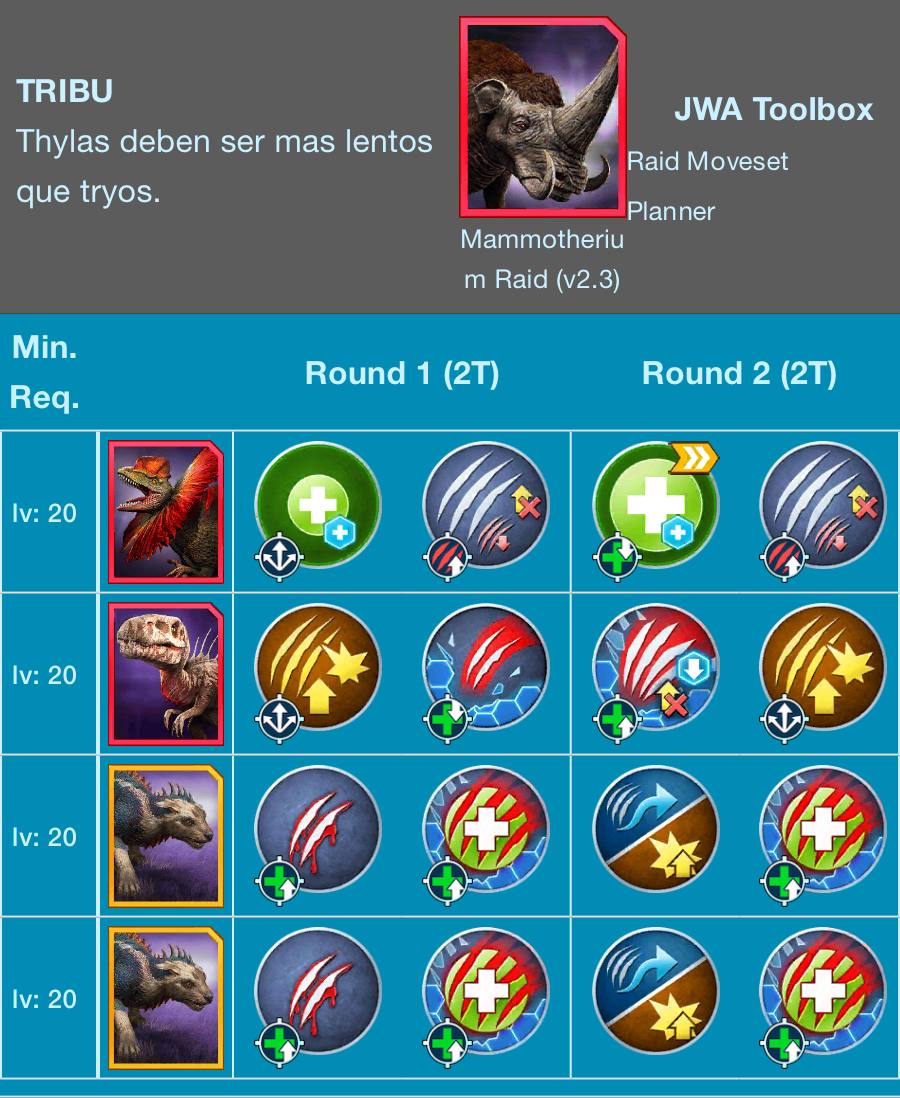 TRIBU
Thylas deben ser mas lentos
que tryos.
Mammotheriu
m Raid (v2.3)
JWA Toolbox
Raid Moveset
Planner
Min.
Req.
Round 1 (2T)
Round 2 (2T)
lv: 20
lv: 20
lv: 20
lv: 20